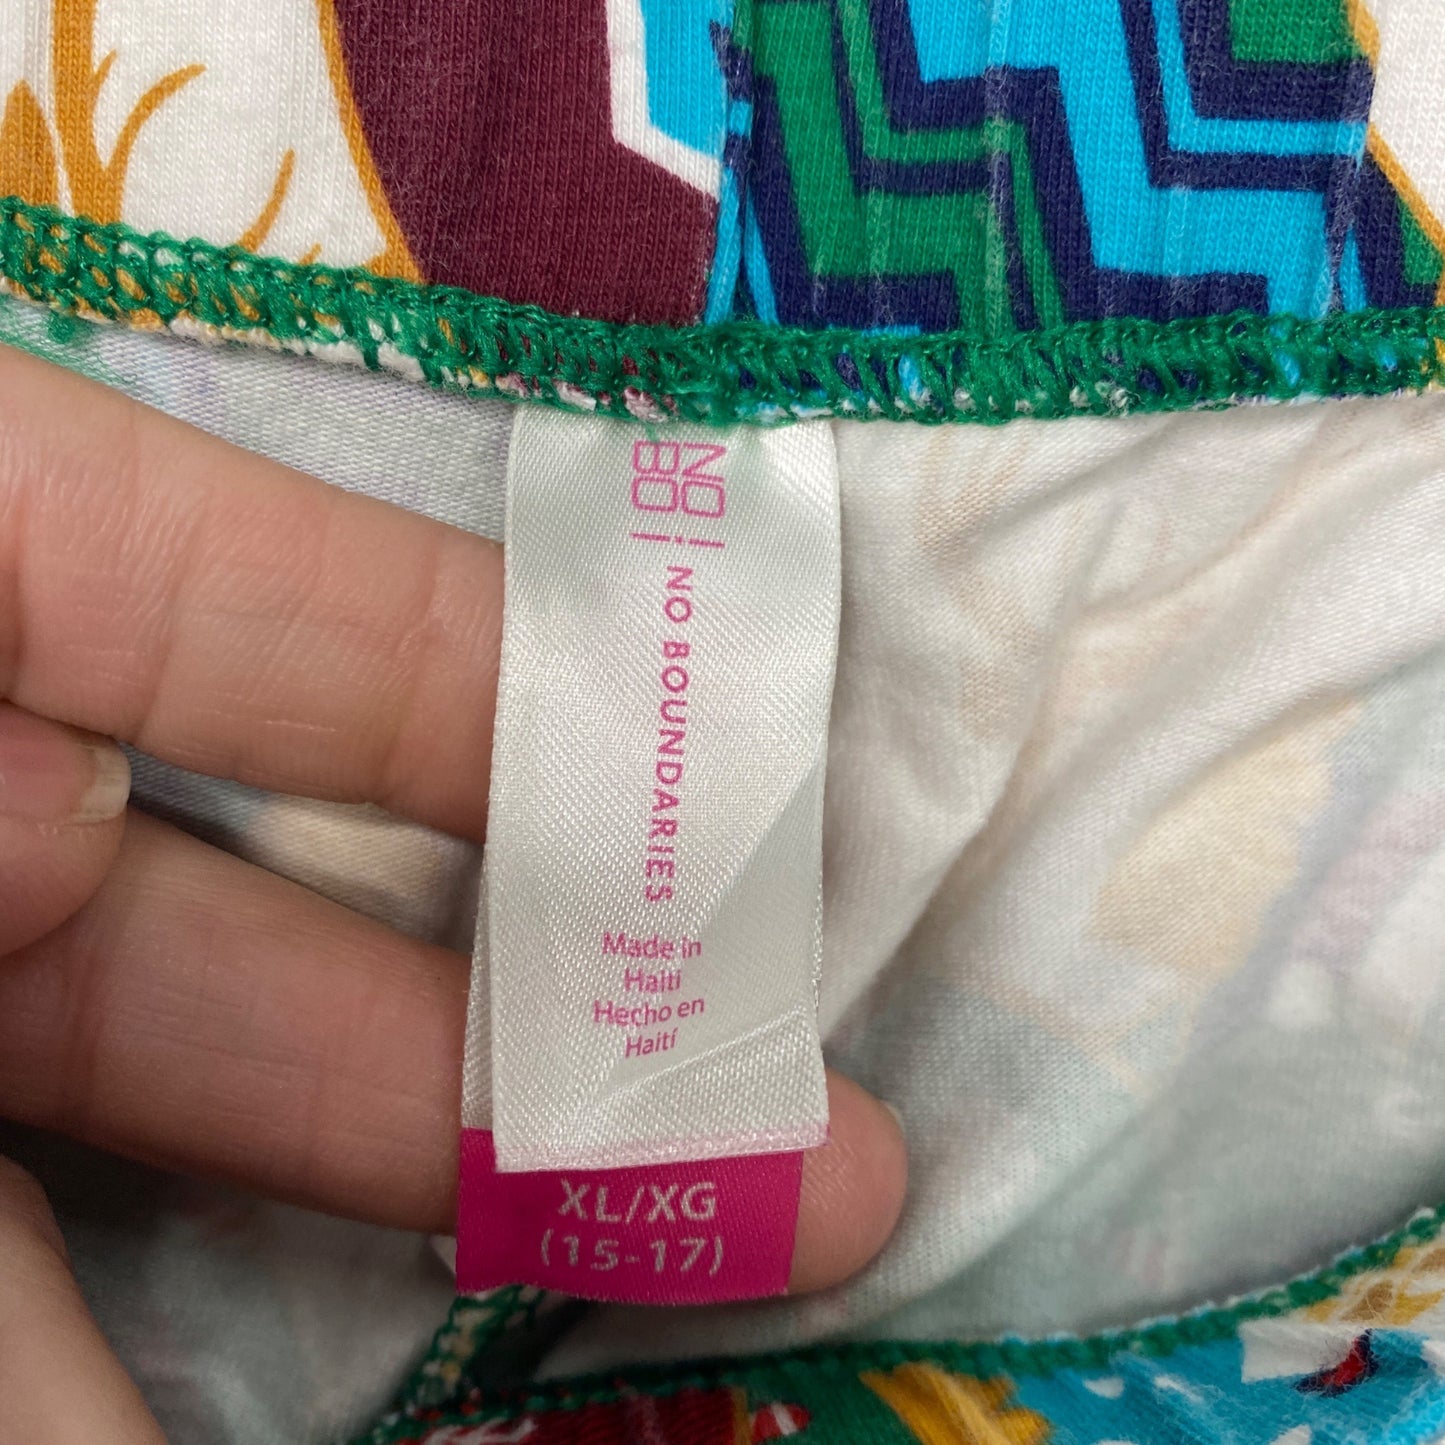 NO
BO
NO BOUNDARIES
Made in
Haiti
Hecho en
Haití
XL/XG
(15-17)